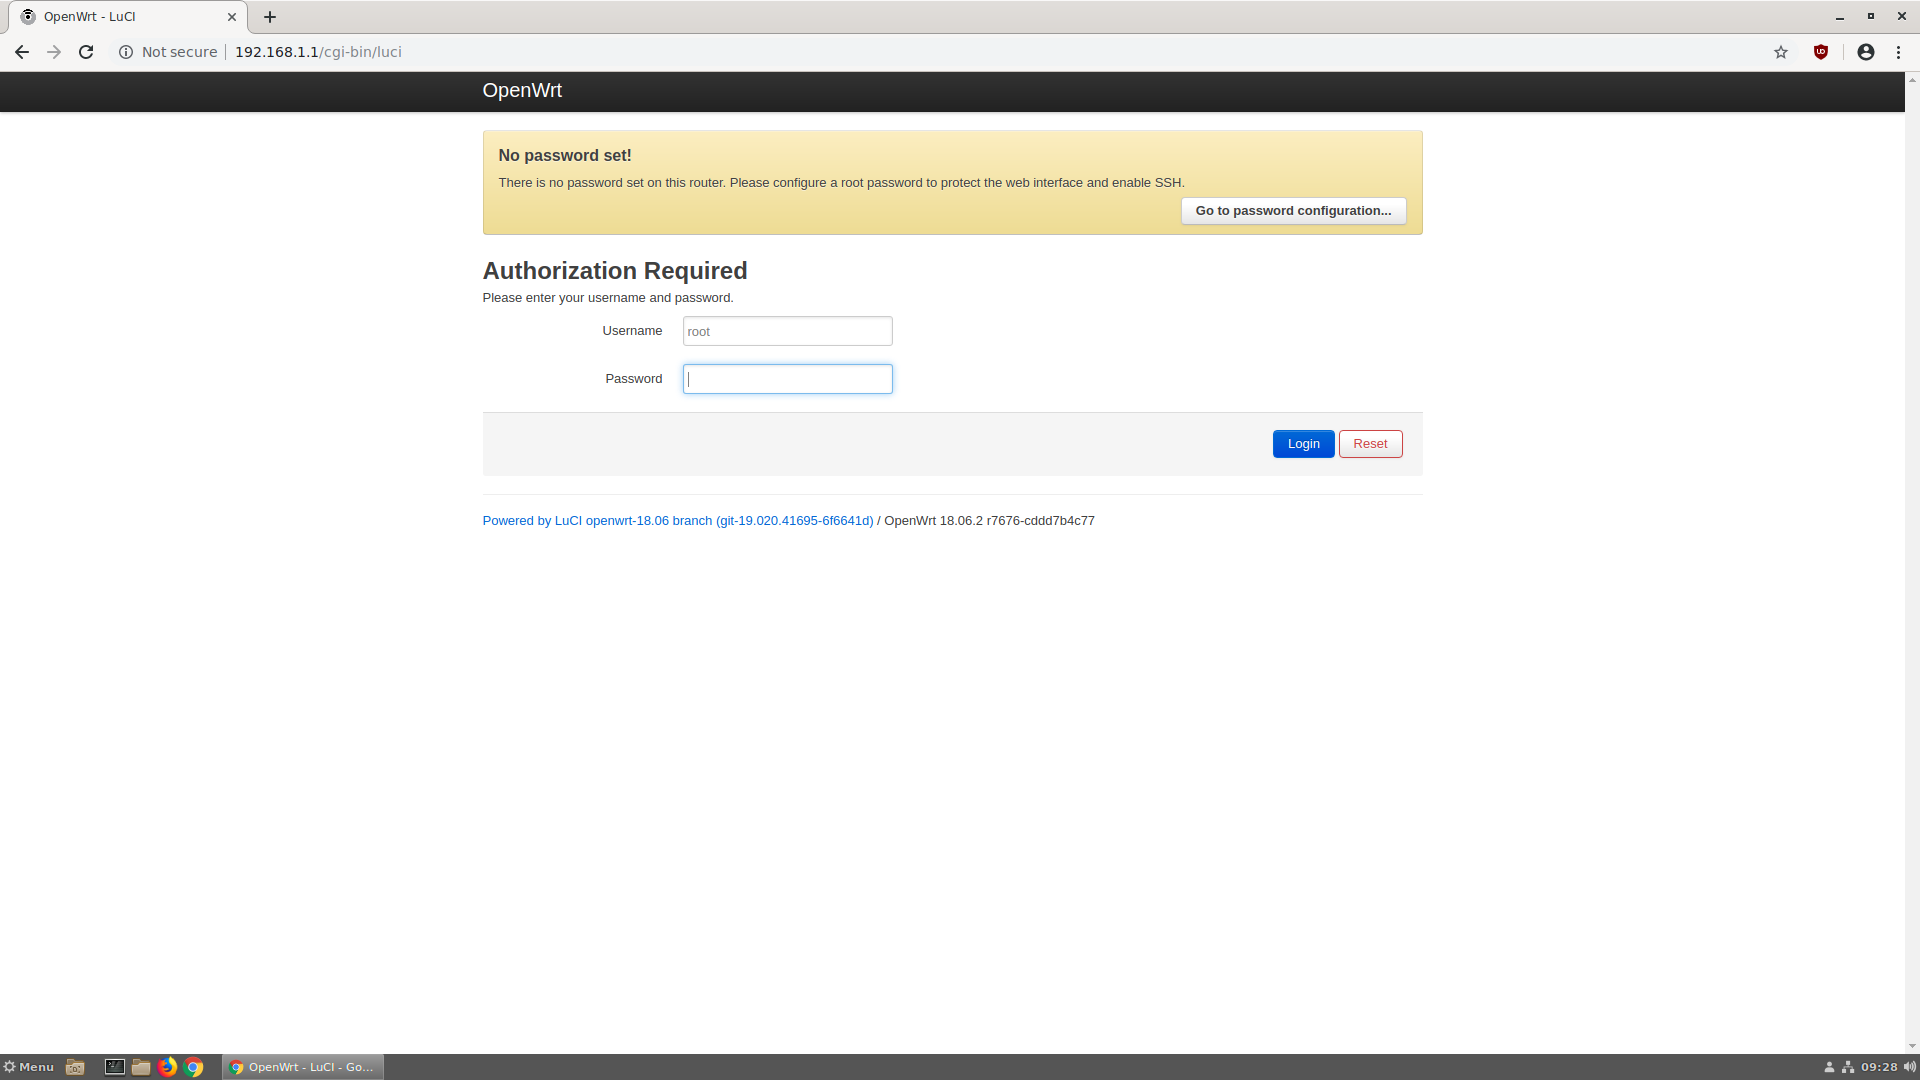 OpenWrt - LuCI
Not secure 192.168.1.1/cgi-bin/luci
OpenWrt
No password set!
There is no password set on this router. Please configure a root password to protect the web interface and enable SSH.
Go to password configuration...
Authorization Required
Please enter your username and password.
Username root
Password
Login Reset
Powered by LuCI openwrt-18.06 branch (git-19.020.41695-6f6641d) / OpenWrt 18.06.2 r7676-cddd7b4c77
Menu OpenWrt - LuCI - Go... 09:28